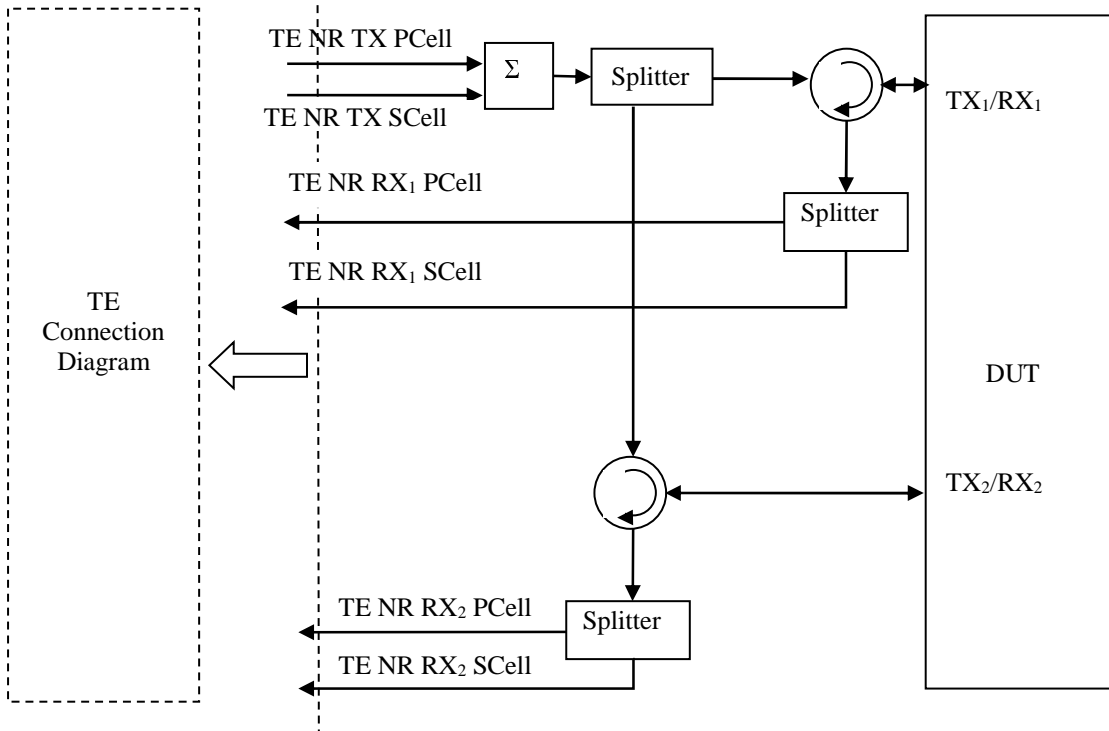 TE NR TX PCell
Σ
Splitter
TE NR TX SCell
TX₁/RX₁
TE NR RX₁ PCell
Splitter
TE NR RX₁ SCell
TE
Connection
Diagram
DUT
TX₂/RX₂
TE NR RX₂ PCell
Splitter
TE NR RX₂ SCell